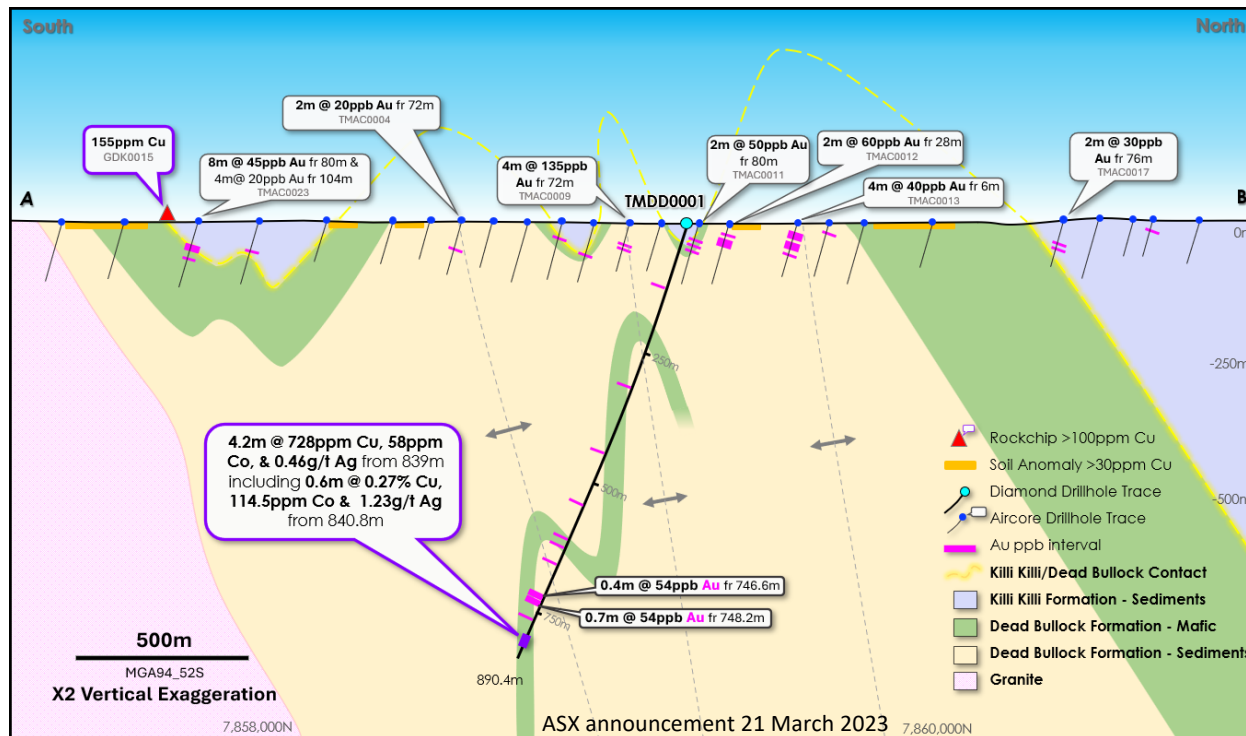 South
North
2m @ 20ppb Au fr 72m
TMAC0004
155ppm Cu
GDK0015
8m @ 45ppb Au fr 80m &
4m@ 20ppb Au fr 104m
TMAC0023
4m @ 135ppb
Au fr 72m
TMAC0009
TMDD0001
2m @ 50ppb Au
fr 80m
TMAC0011
2m @ 60ppb Au fr 28m
TMAC0012
4m @ 40ppb Au fr 6m
TMAC0013
2m @ 30ppb
Au fr 76m
TMAC0017
A
B
0m
250m
-250m
4.2m @ 728ppm Cu, 58ppm
Co, & 0.46g/t Ag from 839m
including 0.6m @ 0.27% Cu,
114.5ppm Co & 1.23g/t Ag
from 840.8m
500m
-500m
Rockchip >100ppm Cu
Soil Anomaly >30ppm Cu
Diamond Drillhole Trace
Aircore Drillhole Trace
Au ppb interval
Killi Killi/Dead Bullock Contact
Killi Killi Formation - Sediments
Dead Bullock Formation - Mafic
Dead Bullock Formation - Sediments
Granite
0.4m @ 54ppb Au fr 746.6m
0.7m @ 54ppb Au fr 748.2m
750m
890.4m
500m
MGA94_52S
X2 Vertical Exaggeration
7,858,000N
ASX announcement 21 March 2023
7,860,000N